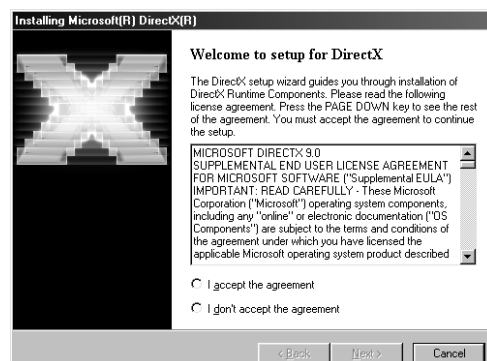 Installing Microsoft(R) DirectX(R)
Welcome to setup for DirectX
The DirectX setup wizard guides you through installation of
DirectX Runtime Components. Please read the following
license agreement. Press the PAGE DOWN key to see the rest
of the agreement. You must accept the agreement to continue
the setup.
MICROSOFT DIRECTX 9.0
SUPPLEMENTAL END USER LICENSE AGREEMENT
FOR MICROSOFT SOFTWARE ("Supplemental EULA")
IMPORTANT: READ CAREFULLY - These Microsoft
Corporation ("Microsoft") operating system components,
including any "online" or electronic documentation ("OS
Components") are subject to the terms and conditions of
the agreement under which you have licensed the
applicable Microsoft operating system product described
I accept the agreement
I don't accept the agreement
< Back Next > Cancel